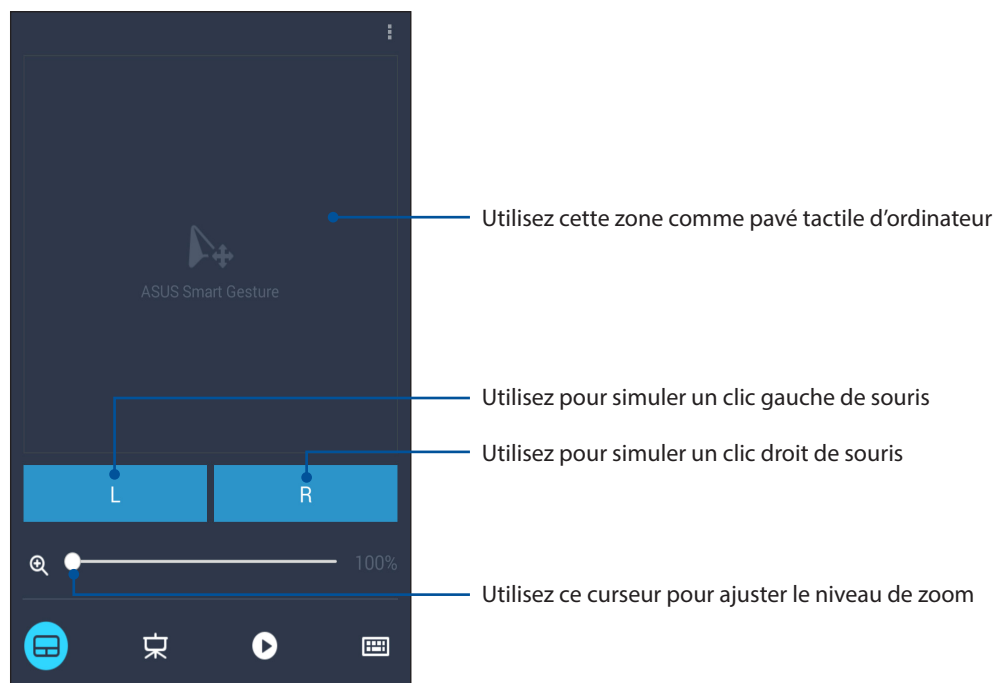 Utilisez cette zone comme pavé tactile d’ordinateur
ASUS Smart Gesture
Utilisez pour simuler un clic gauche de souris
Utilisez pour simuler un clic droit de souris
L
R
100%
Utilisez ce curseur pour ajuster le niveau de zoom